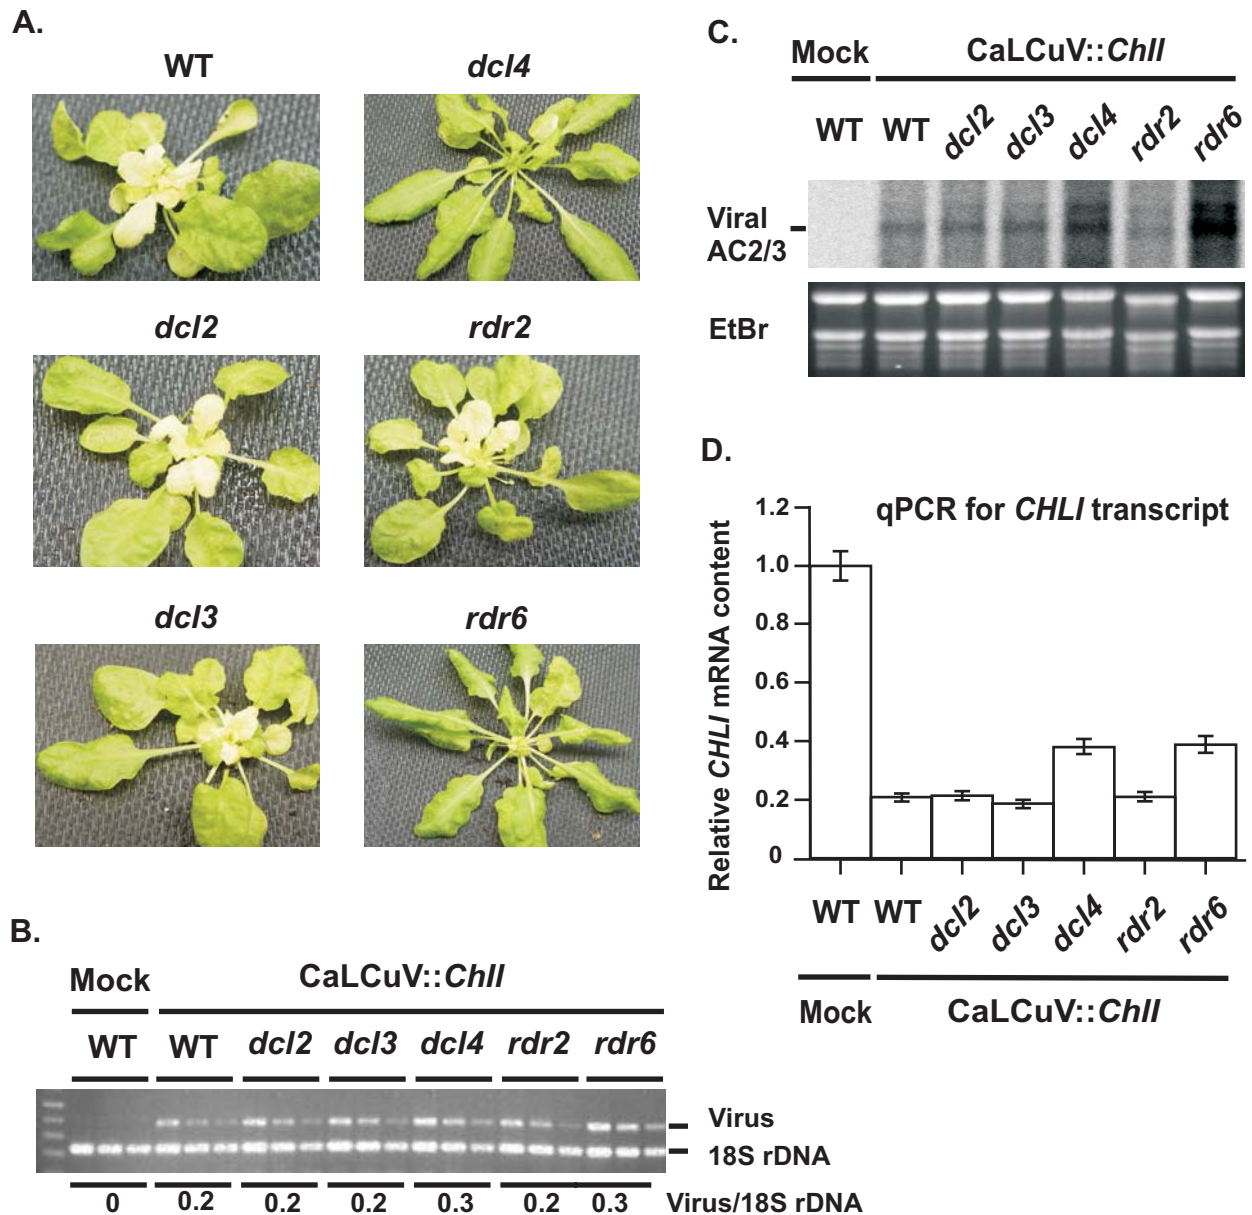 A.
WT
dcl4
dcl2
rdr2
dcl3
rdr6
B.
Mock
CaLCuV::ChlI
WT WT dcl2 dcl3 dcl4 rdr2 rdr6
Virus
18S rDNA
0 0.2 0.2 0.2 0.3 0.2 0.3 Virus/18S rDNA
C.
Mock
CaLCuV::ChlI
WT WT dcl2 dcl3 dcl4 rdr2 rdr6
Viral
AC2/3
EtBr
D.
qPCR for CHLI transcript
Relative CHLI mRNA content
1.2
1.0
0.8
0.6
0.4
0.2
0
WT WT dcl2 dcl3 dcl4 rdr2 rdr6
Mock
CaLCuV::ChlI